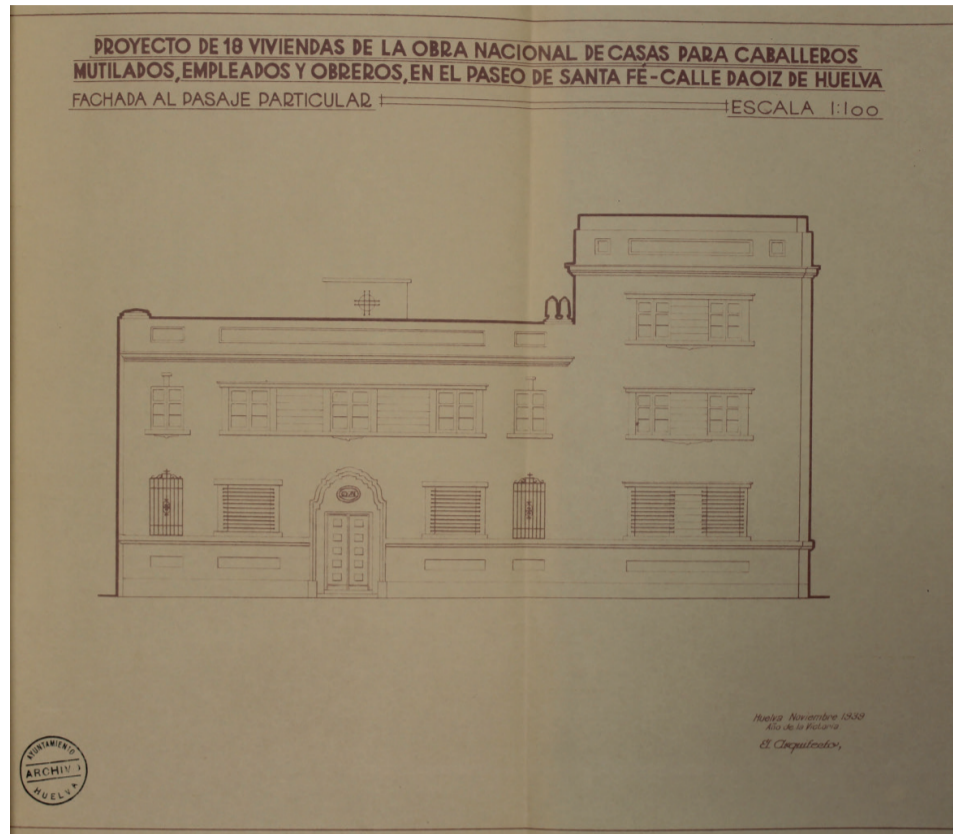 PROYECTO DE 18 VIVIENDAS DE LA OBRA NACIONAL DE CASAS PARA CABALLEROS
MUTILADOS, EMPLEADOS Y OBREROS, EN EL PASEO DE SANTA FÉ-CALLE DAOIZ DE HUELVA
FACHADA AL PASAJE PARTICULAR
ESCALA 1:100
Huelva Noviembre 1939
Año de la Victoria
El Arquitecto,
AYUNTAMIENTO
ARCHIVO
HUELVA